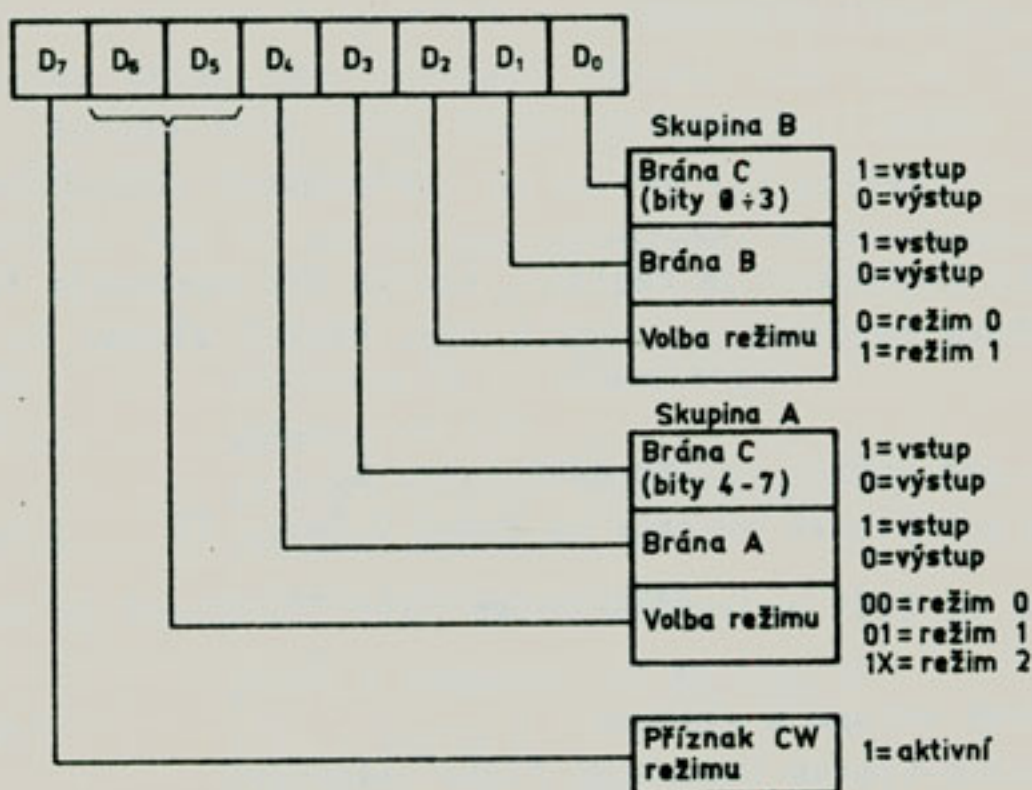 D₇ D₆ D₅ D₄ D₃ D₂ D₁ D₀
Skupina B
Brána C
(bity 0÷3)
1=vstup
0=výstup
Brána B
1=vstup
0=výstup
Volba režimu
0=režim 0
1=režim 1
Skupina A
Brána C
(bity 4-7)
1=vstup
0=výstup
Brána A
1=vstup
0=výstup
Volba režimu
00=režim 0
01=režim 1
1X=režim 2
Příznak CW
režimu
1=aktivní